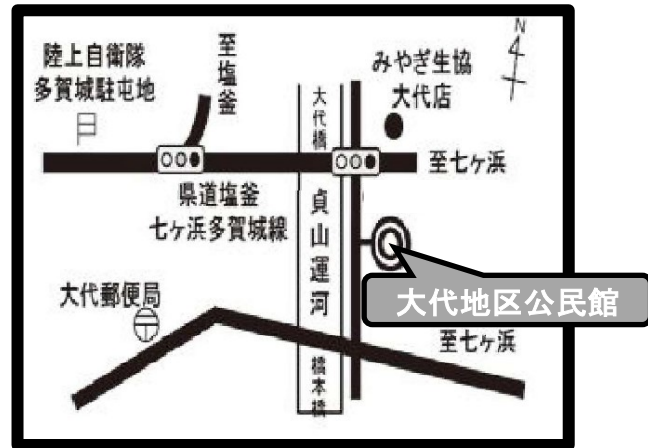 N
陸上自衛隊
多賀城駐屯地
至塩釜
みやぎ生協
大代店
大代橋
至七ヶ浜
県道塩釜
七ヶ浜多賀城線
貞山運河
大代郵便局
大代地区公民館
至七ヶ浜
橋本橋